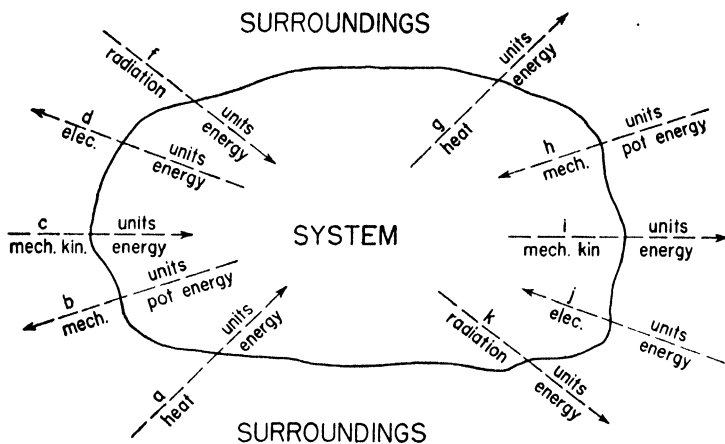 SURROUNDINGS
f units
radiation energy
g units
heat energy
d units
elec. energy
h units
mech. pot energy
c units
mech. kin. energy
SYSTEM
i units
mech. kin energy
b units
mech. pot energy
j units
elec. energy
a units
heat energy
k units
radiation energy
SURROUNDINGS